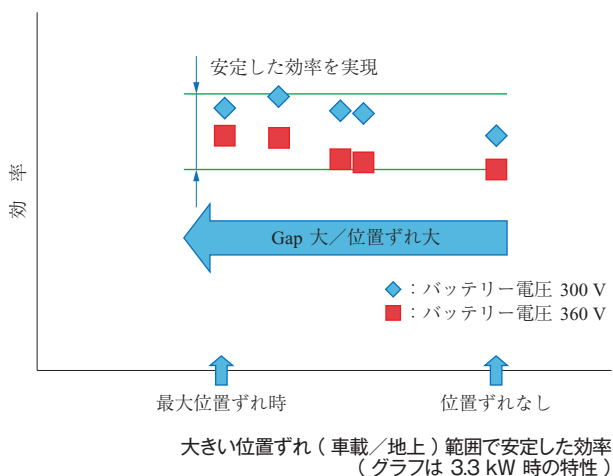 安定した効率を実現
効 率
Gap 大／位置ずれ大
：バッテリー電圧 300 V
：バッテリー電圧 360 V
最大位置ずれ時
位置ずれなし
大きい位置ずれ ( 車載／地上 ) 範囲で安定した効率
( グラフは 3.3 kW 時の特性 )